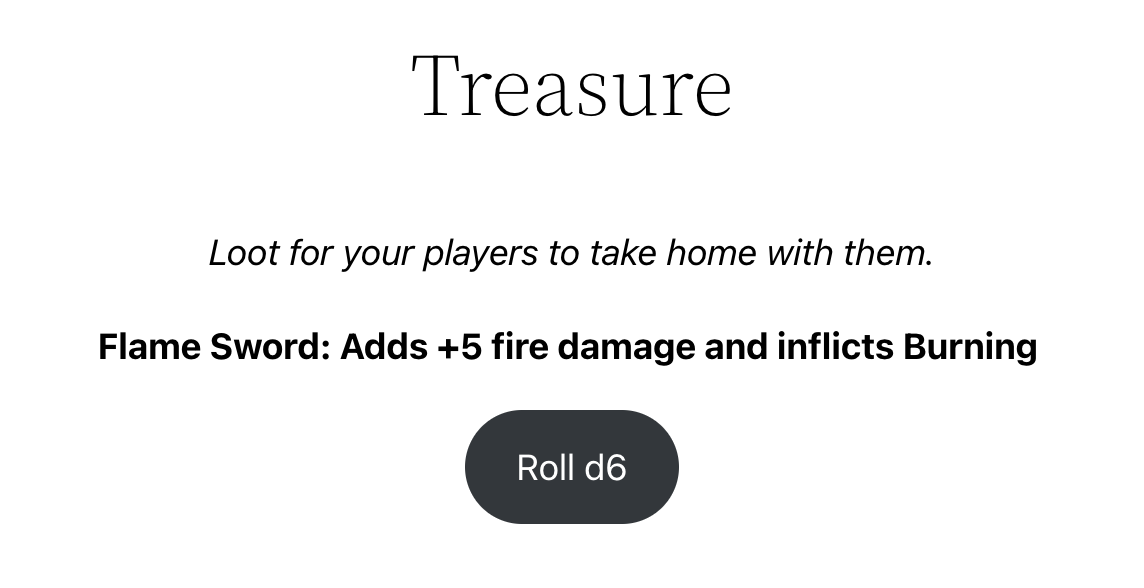 Treasure
Loot for your players to take home with them.
Flame Sword: Adds +5 fire damage and inflicts Burning
Roll d6